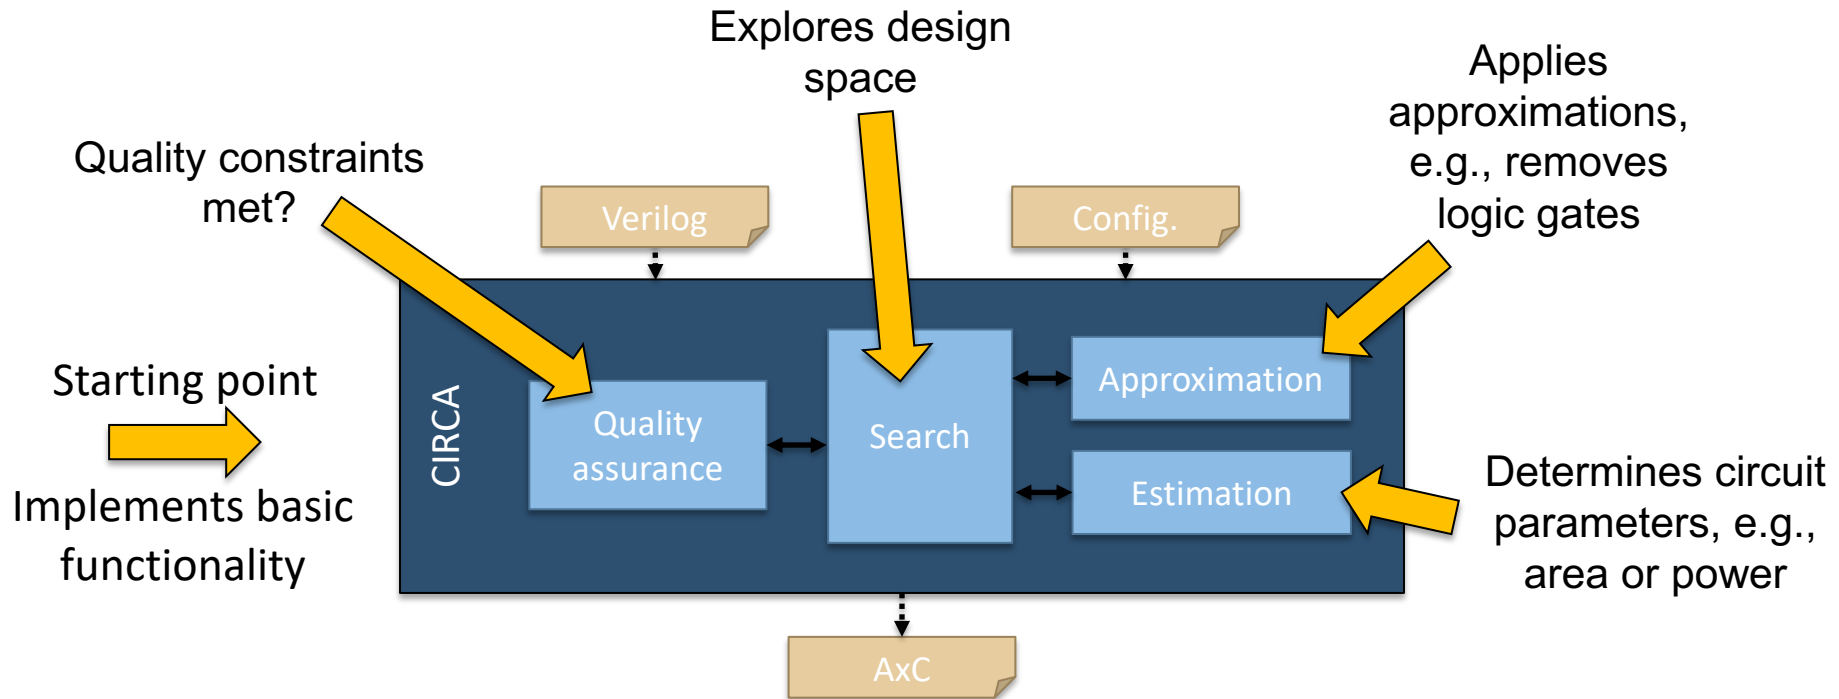 Explores design
space
Applies
approximations,
e.g., removes
logic gates
Quality constraints
met?
Verilog
Config.
Starting point
Implements basic
functionality
CIRCA
Quality
assurance
Search
Approximation
Estimation
Determines circuit
parameters, e.g.,
area or power
AxC